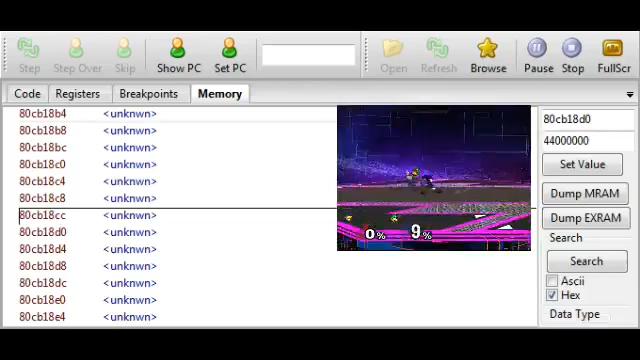 Step Step Over Skip Show PC Set PC Open Refresh Browse Pause Stop FullScr
Code Registers Breakpoints Memory
80cb18b4 <unknwn>
80cb18b8 <unknwn>
80cb18bc <unknwn>
80cb18c0 <unknwn>
80cb18c4 <unknwn>
80cb18c8 <unknwn>
80cb18cc <unknwn>
80cb18d0 <unknwn>
80cb18d4 <unknwn>
80cb18d8 <unknwn>
80cb18dc <unknwn>
80cb18e0 <unknwn>
80cb18e4 <unknwn>
0% 9%
80cb18d0
44000000
Set Value
Dump MRAM
Dump EXRAM
Search
Search
Ascii
Hex
Data Type